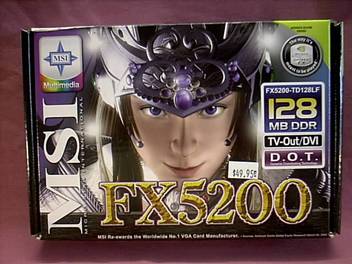 MSI
Multimedia
MSI
FX5200-TD128LF
128
MB DDR
TV-Out/DVI
D.O.T.
$49.95
FX5200
MSI Re-awards the Worldwide No.1 VGA Card Manufacturer.